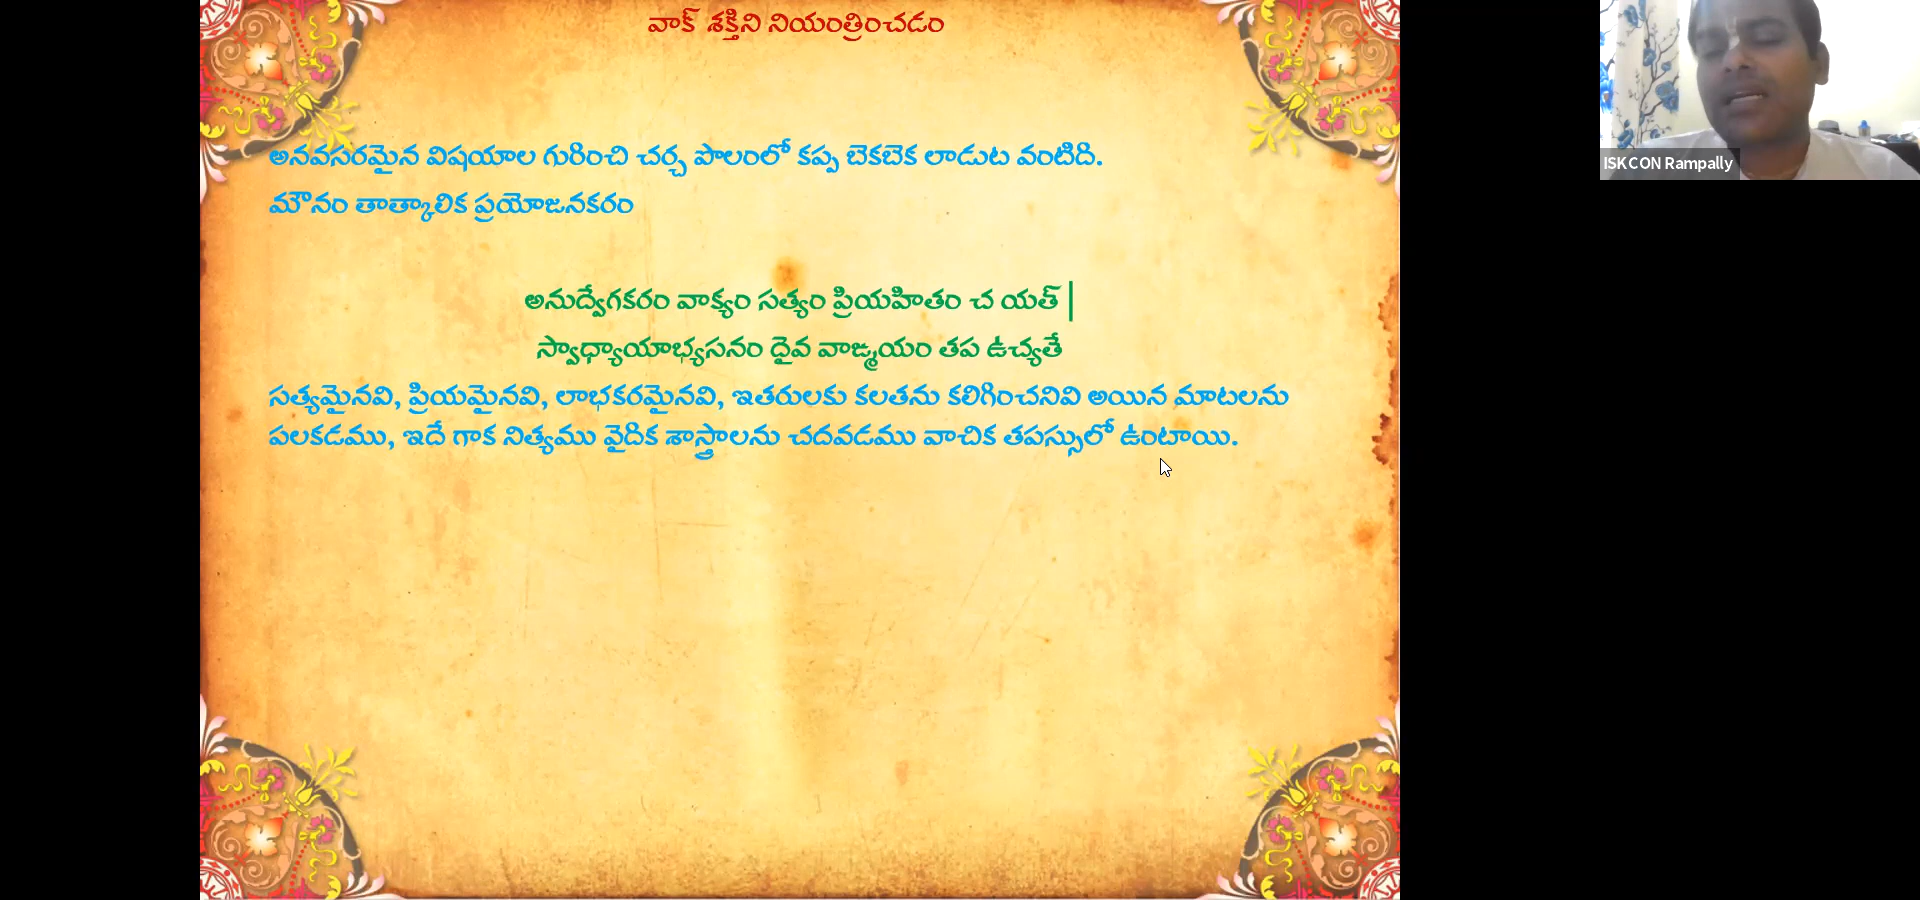 వాక్ శక్తిని నియంత్రించడం
అనవసరమైన విషయాల గురించి చర్చ పొలంలో కప్ప బెకబెక లాడుట వంటిది.
మౌనం తాత్కాలిక ప్రయోజనకరం
అనుద్వేగకరం వాక్యం సత్యం ప్రియహితం చ యత్ |
స్వాధ్యాయాభ్యసనం దైవ వాఙ్మయం తప ఉచ్యతే
సత్యమైనవి, ప్రియమైనవి, లాభకరమైనవి, ఇతరులకు కలతను కలిగించనివి అయిన మాటలను
పలకడము, ఇదే గాక నిత్యము వైదిక శాస్త్రాలను చదవడము వాచిక తపస్సులో ఉంటాయి.
ISKCON Rampally